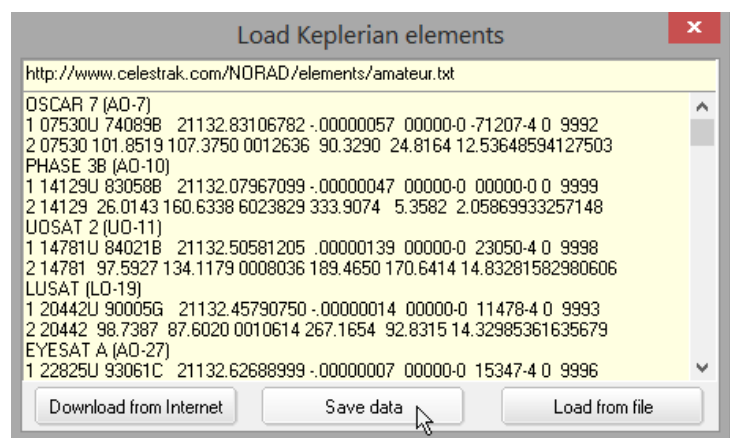 Load Keplerian elements
x
http://www.celestrak.com/NORAD/elements/amateur.txt
OSCAR 7 (AO-7)
1 07530U 74089B   21132.83106782 -.00000057  00000-0 -71207-4 0  9992
2 07530 101.8519 107.3750 0012636  90.3290  24.8164 12.53648594127503
PHASE 3B (AO-10)
1 14129U 83058B   21132.07967099 -.00000047  00000-0  00000-0 0  9999
2 14129  26.0143 160.6338 6023829 333.9074   5.3582  2.05869933257148
UOSAT 2 (UO-11)
1 14781U 84021B   21132.50581205  .00000139  00000-0  23050-4 0  9998
2 14781  97.5927 134.1179 0008036 189.4650 170.6414 14.83281582980606
LUSAT (LO-19)
1 20442U 90005G   21132.45790750 -.00000014  00000-0  11478-4 0  9993
2 20442  98.7387  87.6020 0010614 267.1654  92.8315 14.32985361635679
EYESAT A (AO-27)
1 22825U 93061C   21132.62688999 -.00000007  00000-0  15347-4 0  9996
Download from Internet Save data Load from file